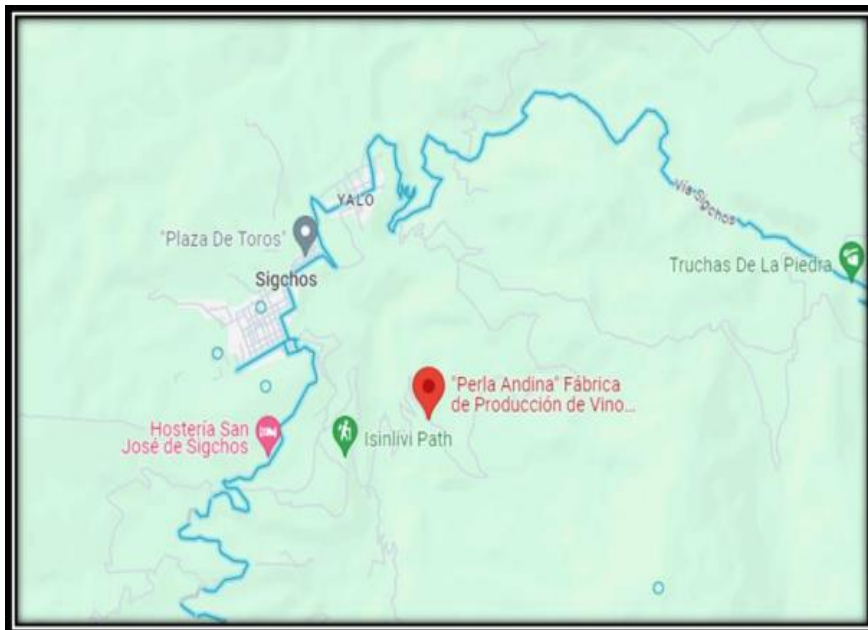 YALO
"Plaza De Toros"
Sigchos
Vía Sigchos
Truchas De La Piedra
"Perla Andina" Fábrica
de Producción de Vino...
Hostería San
José de Sigchos
Isinlivi Path